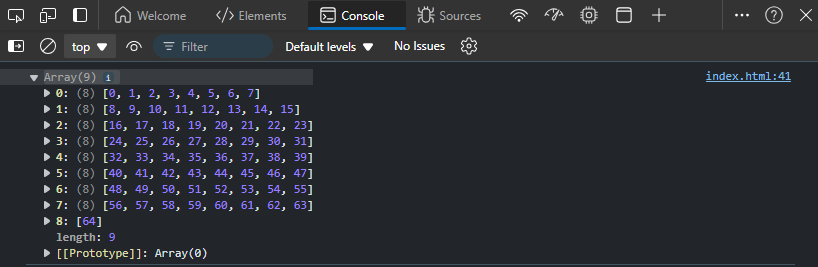 Welcome Elements Console Sources
top Filter Default levels No Issues
Array(9) i index.html:41
0: (8) [0, 1, 2, 3, 4, 5, 6, 7]
1: (8) [8, 9, 10, 11, 12, 13, 14, 15]
2: (8) [16, 17, 18, 19, 20, 21, 22, 23]
3: (8) [24, 25, 26, 27, 28, 29, 30, 31]
4: (8) [32, 33, 34, 35, 36, 37, 38, 39]
5: (8) [40, 41, 42, 43, 44, 45, 46, 47]
6: (8) [48, 49, 50, 51, 52, 53, 54, 55]
7: (8) [56, 57, 58, 59, 60, 61, 62, 63]
8: [64]
length: 9
[[Prototype]]: Array(0)